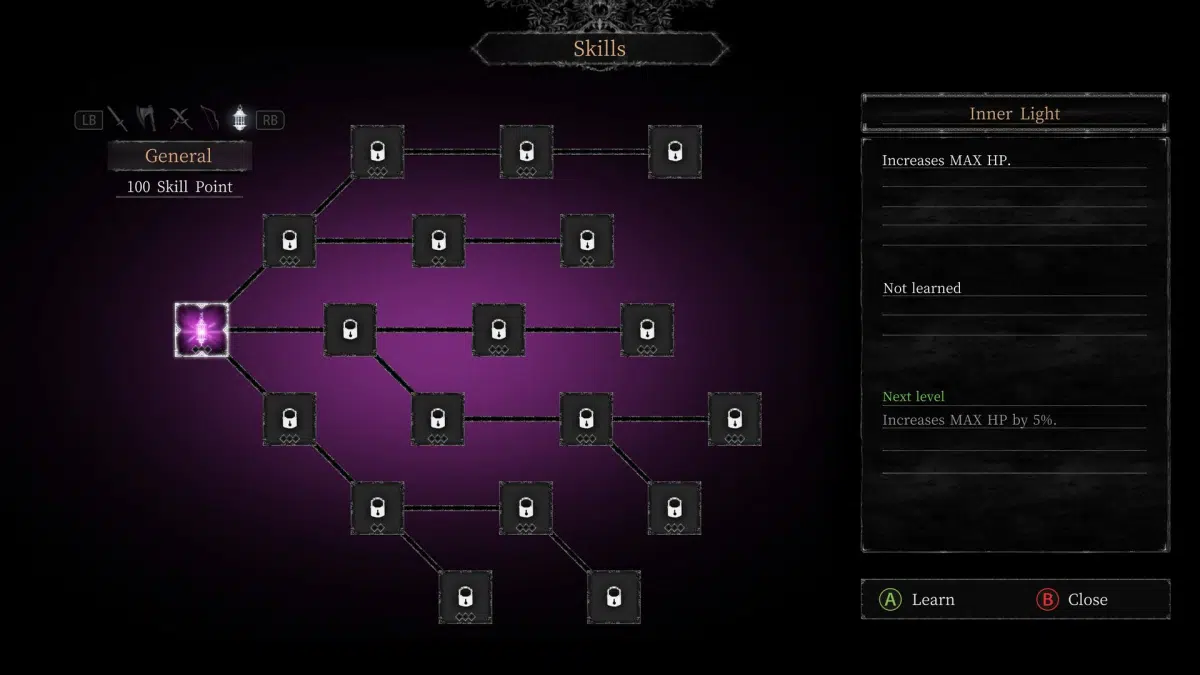 Skills
LB
RB
General
100 Skill Point
Inner Light
Increases MAX HP.
Not learned
Next level
Increases MAX HP by 5%.
A Learn
B Close